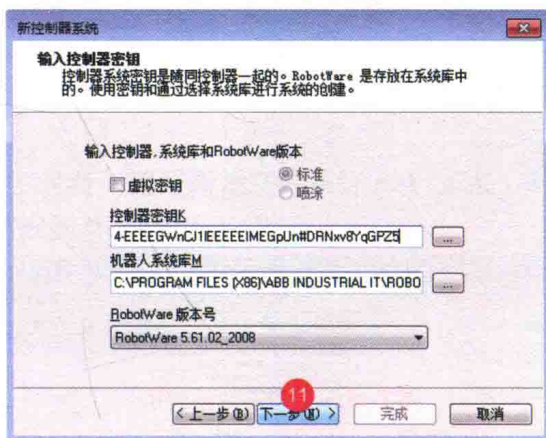 新控制器系统
输入控制器密钥
控制器系统密钥是随同控制器一起的。RobotWare 是存放在系统库中
的。使用密钥和通过选择系统库进行系统的创建。
输入控制器,系统库和RobotWare版本
虚拟密钥
标准
喷涂
控制器密钥K
4-EEEEGWnCJ1IEEEEEIMEGpUn#DRNxv8YqGPZ5
...
机器人系统库M
C:\PROGRAM FILES (X86)\ABB INDUSTRIAL IT\ROBO
...
RobotWare 版本号
RobotWare 5.61.02_2008
11
< 上一步(B)
下一步(N) >
完成
取消